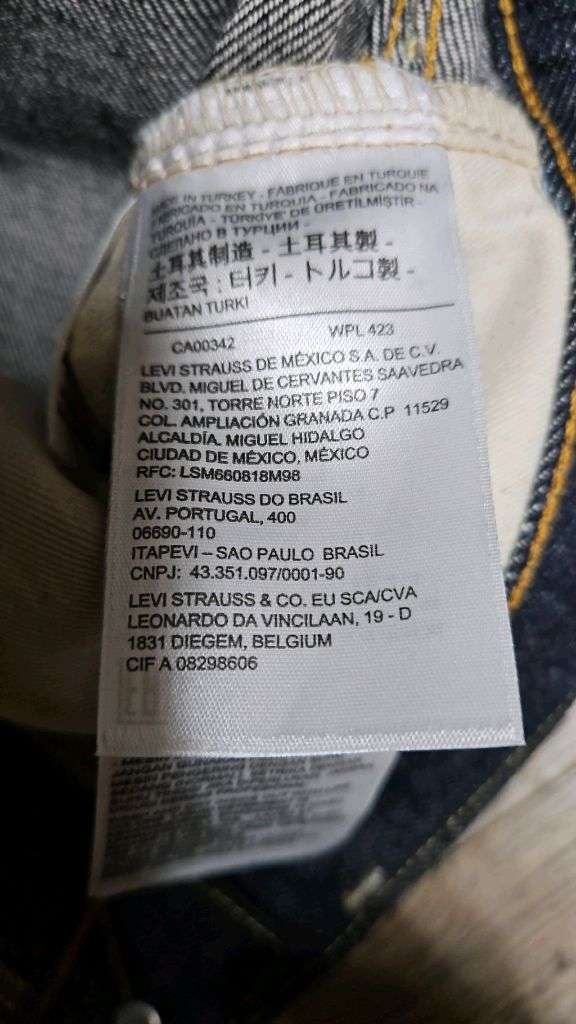 MADE IN TURKEY - FABRIQUÉ EN TURQUIE
FABRICADO EN TURQUIA - FABRICADO NA
TURQUIA - TÜRKİYE'DE ÜRETİLMİŞTİR -
СДЕЛАНО В ТУРЦИИ -
土耳其制造 - 土耳其製 -
제조국 : 터키 - トルコ製 -
BUATAN TURKI
CA00342 WPL 423
LEVI STRAUSS DE MÉXICO S.A. DE C.V.
BLVD. MIGUEL DE CERVANTES SAAVEDRA
NO. 301, TORRE NORTE PISO 7
COL. AMPLIACIÓN GRANADA C.P 11529
ALCALDÍA. MIGUEL HIDALGO
CIUDAD DE MÉXICO, MÉXICO
RFC: LSM660818M98
LEVI STRAUSS DO BRASIL
AV. PORTUGAL, 400
06690-110
ITAPEVI – SAO PAULO BRASIL
CNPJ: 43.351.097/0001-90
LEVI STRAUSS & CO. EU SCA/CVA
LEONARDO DA VINCILAAN, 19 - D
1831 DIEGEM, BELGIUM
CIF A 08298606